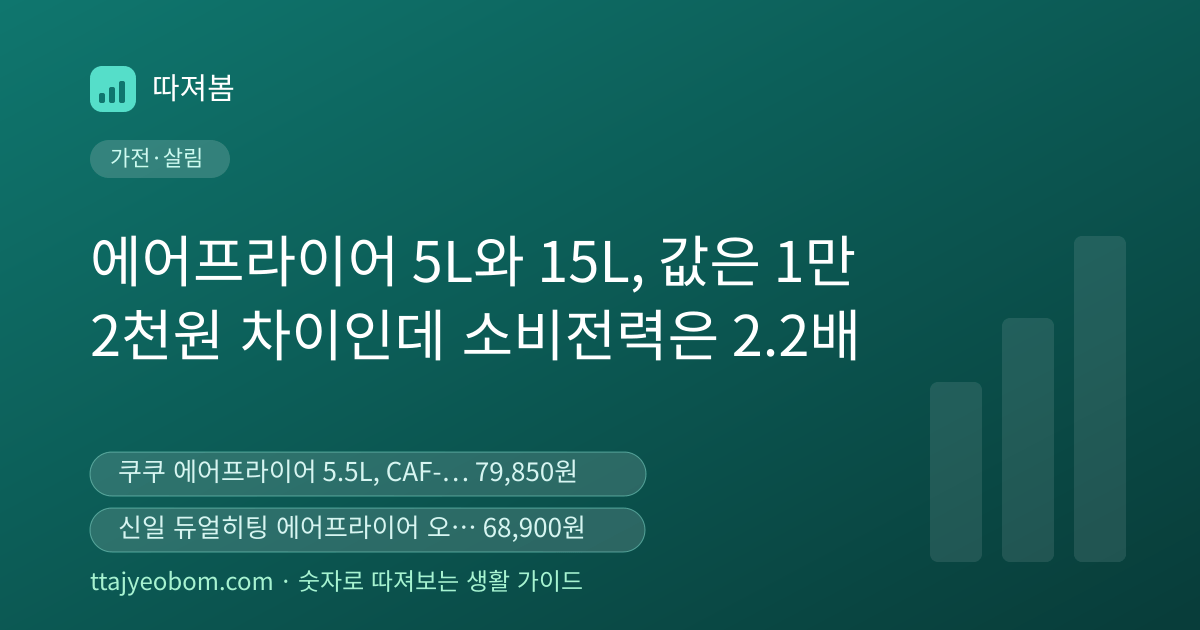 따져봄
가전·살림
에어프라이어 5L와 15L, 값은 1만
2천원 차이인데 소비전력은 2.2배
쿠쿠 에어프라이어 5.5L, CAF-… 79,850원
신일 듀얼히팅 에어프라이어 오… 68,900원
ttajyeobom.com · 숫자로 따져보는 생활 가이드